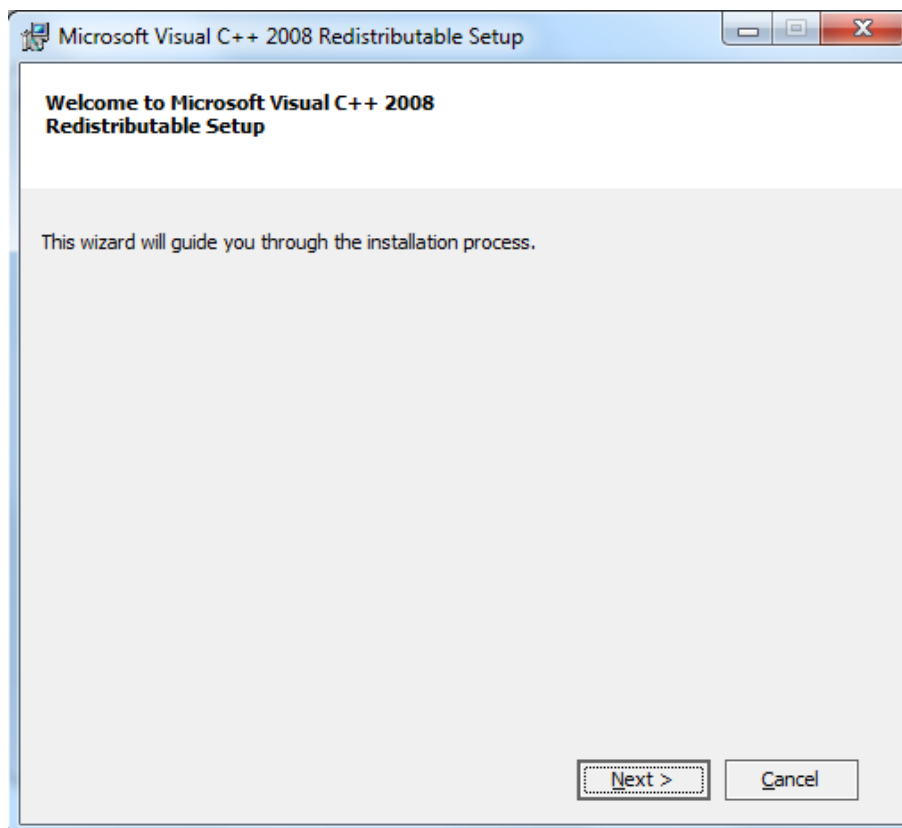 Microsoft Visual C++ 2008 Redistributable Setup
Welcome to Microsoft Visual C++ 2008
Redistributable Setup
This wizard will guide you through the installation process.
Next >
Cancel